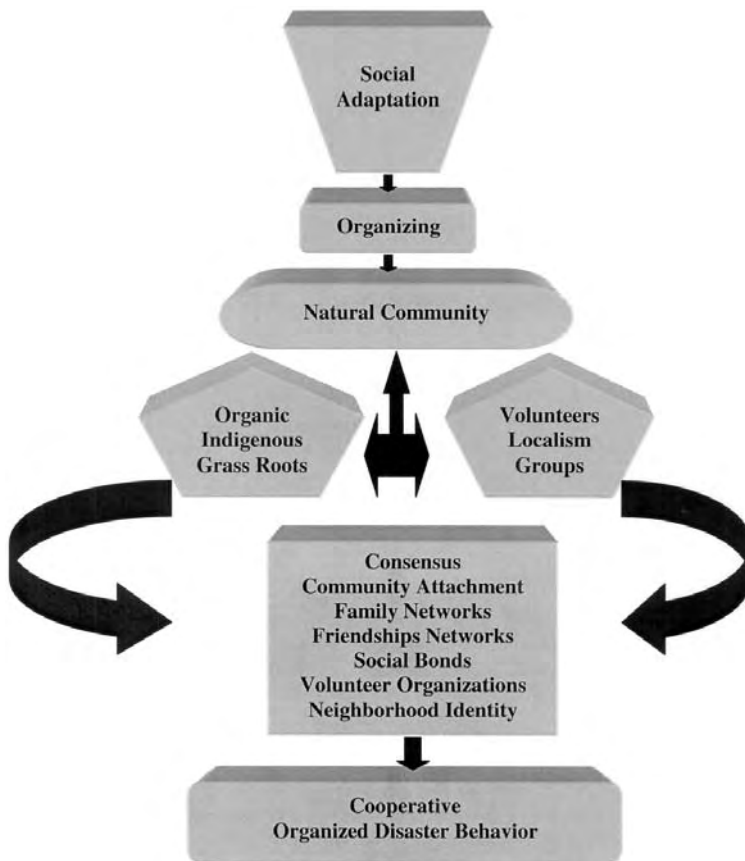 Social
Adaptation
Organizing
Natural Community
Organic
Indigenous
Grass Roots
Volunteers
Localism
Groups
Consensus
Community Attachment
Family Networks
Friendships Networks
Social Bonds
Volunteer Organizations
Neighborhood Identity
Cooperative
Organized Disaster Behavior